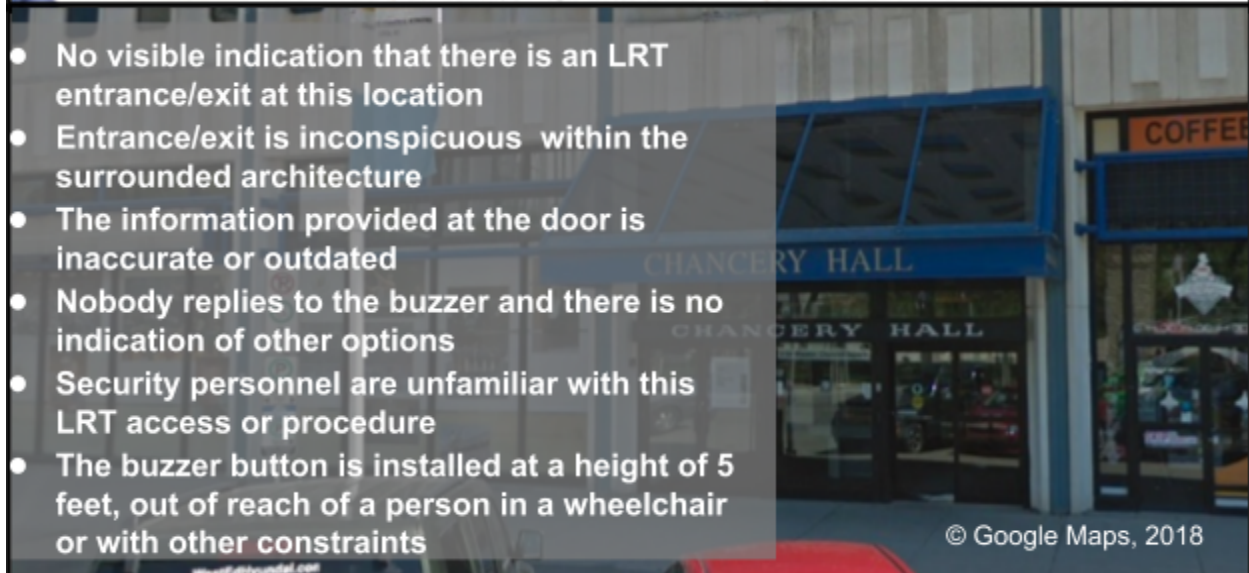 ● No visible indication that there is an LRT
entrance/exit at this location
● Entrance/exit is inconspicuous within the
surrounded architecture
● The information provided at the door is
inaccurate or outdated
● Nobody replies to the buzzer and there is no
indication of other options
● Security personnel are unfamiliar with this
LRT access or procedure
● The buzzer button is installed at a height of 5
feet, out of reach of a person in a wheelchair
or with other constraints
COFFEE
CHANCERY HALL
CHANCERY HALL
© Google Maps, 2018